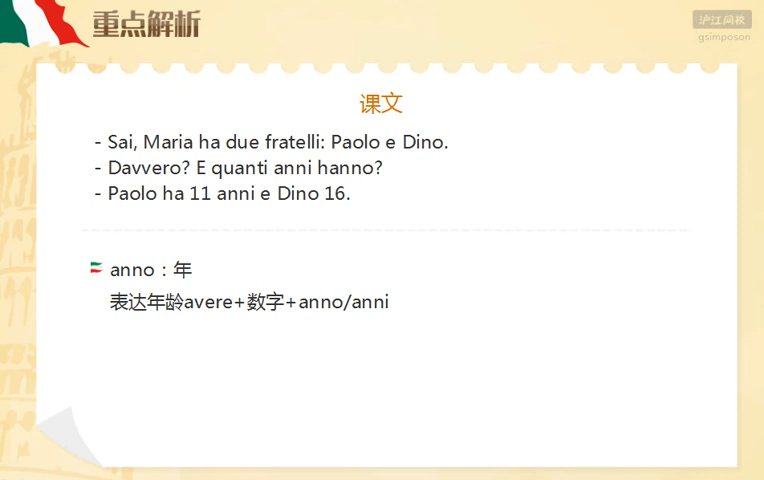 重点解析
沪江网校
gsimposon
课文
- Sai, Maria ha due fratelli: Paolo e Dino.
- Davvero? E quanti anni hanno?
- Paolo ha 11 anni e Dino 16.
anno：年
表达年龄avere+数字+anno/anni